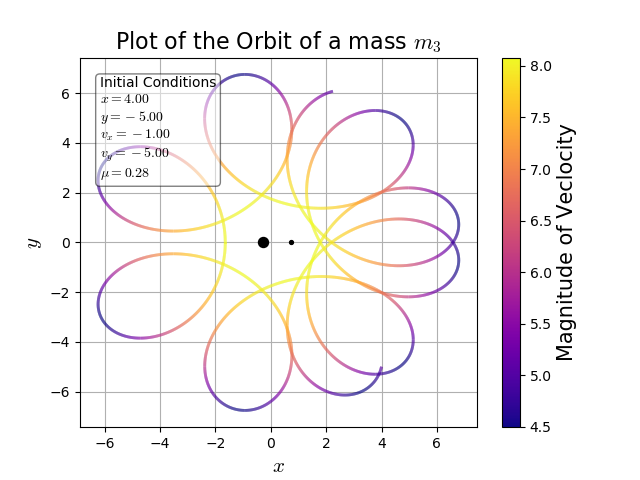 Plot of the Orbit of a mass m₃
Initial Conditions
x = 4.00
y = −5.00
vₓ = −1.00
v_y = −5.00
μ = 0.28
6
4
2
0
−2
−4
−6
y
−6 −4 −2 0 2 4 6
x
8.0
7.5
7.0
6.5
6.0
5.5
5.0
4.5
Magnitude of Veclocity